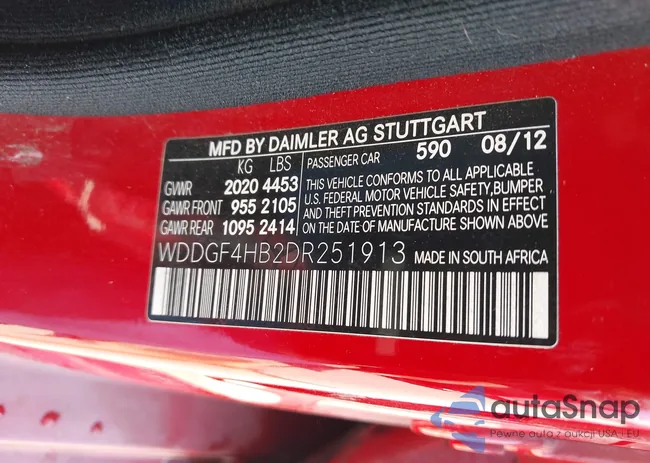 MFD BY DAIMLER AG STUTTGART
KG LBS PASSENGER CAR 590 08/12
GVWR 2020 4453
GAWR FRONT 955 2105
GAWR REAR 1095 2414
THIS VEHICLE CONFORMS TO ALL APPLICABLE
U.S. FEDERAL MOTOR VEHICLE SAFETY, BUMPER
AND THEFT PREVENTION STANDARDS IN EFFECT
ON THE DATE OF MANUFACTURE SHOWN ABOVE
WDDGF4HB2DR251913 MADE IN SOUTH AFRICA
autaSnap
Pewne auta z aukcji USA i EU